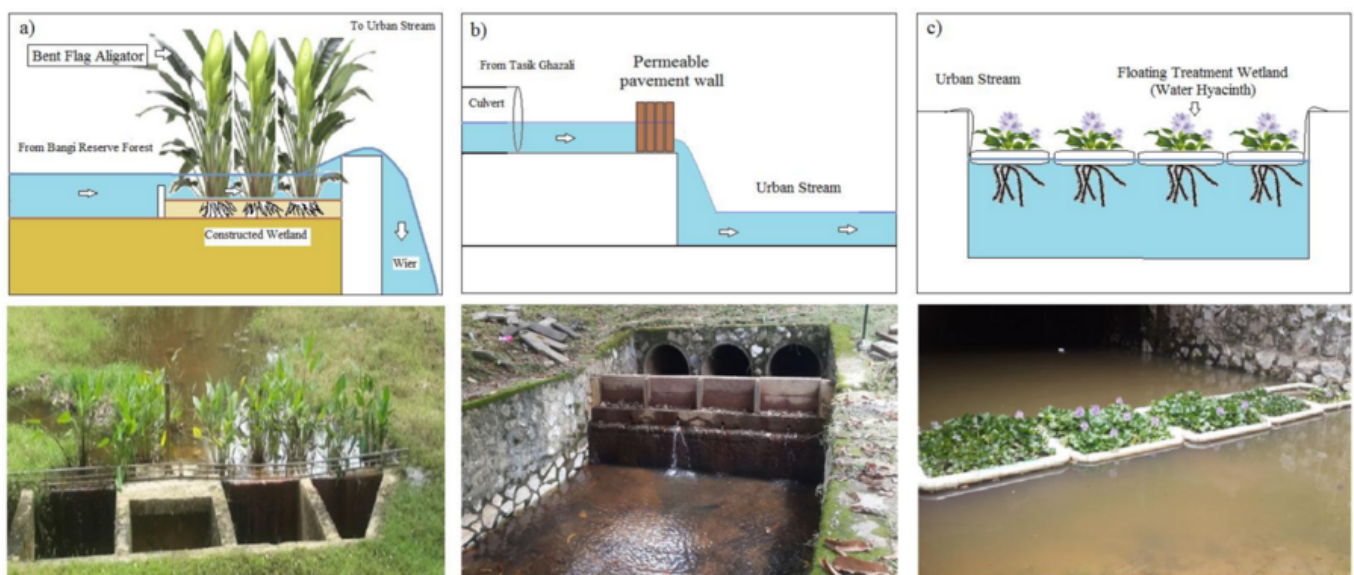 a)
To Urban Stream
Bent Flag Aligator
From Bangi Reserve Forest
Constructed Wetland
Wier
b)
From Tasik Ghazali
Permeable
pavement wall
Culvert
Urban Stream
c)
Urban Stream
Floating Treatment Wetland
(Water Hyacinth)